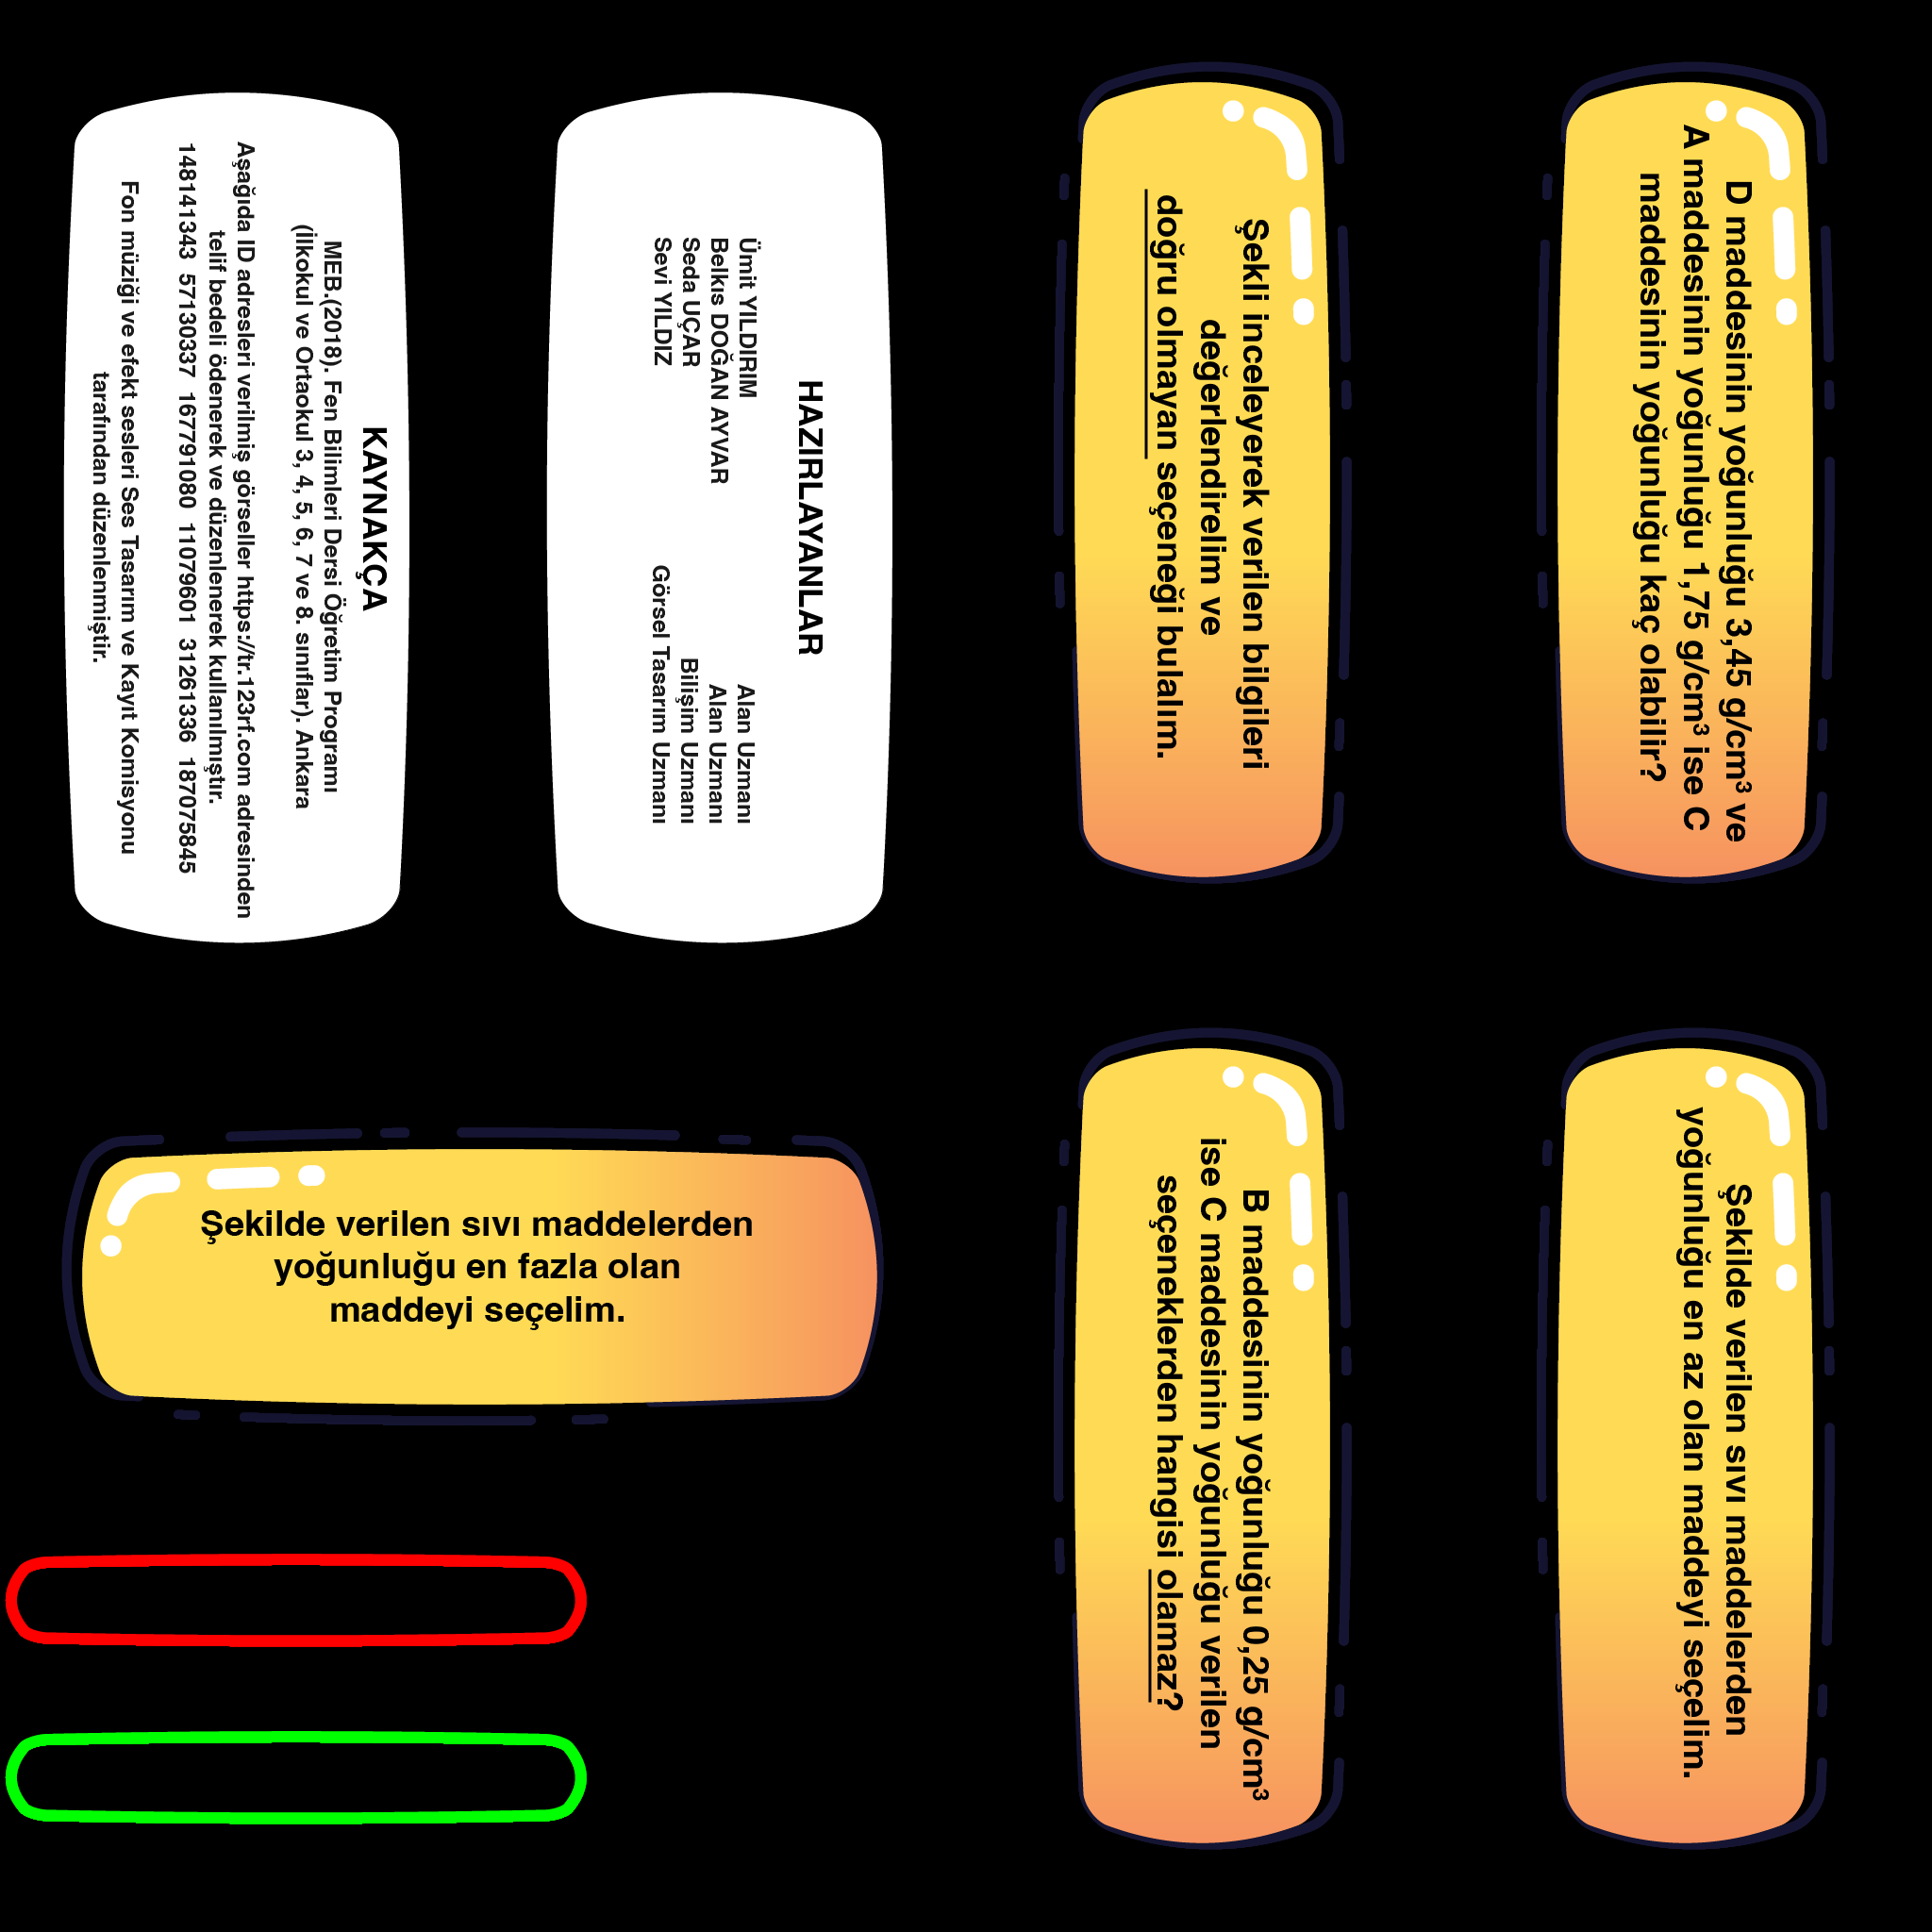 KAYNAKÇA
MEB.(2018). Fen Bilimleri Dersi Öğretim Programı
(İlkokul ve Ortaokul 3, 4, 5, 6, 7 ve 8. sınıflar). Ankara
Aşağıda ID adresleri verilmiş görseller https://tr.123rf.com adresinden
telif bedeli ödenerek ve düzenlenerek kullanılmıştır.
148141343 57130337 167791080 11079601 31261336 187075845
Fon müziği ve efekt sesleri Ses Tasarım ve Kayıt Komisyonu
tarafından düzenlenmiştir.
HAZIRLAYANLAR
Ümit YILDIRIM Alan Uzmanı
Belkıs DOĞAN AYVAR Alan Uzmanı
Seda UÇAR Bilişim Uzmanı
Sevi YILDIZ Görsel Tasarım Uzmanı
Şekli inceleyerek verilen bilgileri
değerlendirelim ve
doğru olmayan seçeneği bulalım.
D maddesinin yoğunluğu 3,45 g/cm³ ve
A maddesinin yoğunluğu 1,75 g/cm³ ise C
maddesinin yoğunluğu kaç olabilir?
Şekilde verilen sıvı maddelerden
yoğunluğu en fazla olan
maddeyi seçelim.
B maddesinin yoğunluğu 0,25 g/cm³
ise C maddesinin yoğunluğu verilen
seçeneklerden hangisi olamaz?
Şekilde verilen sıvı maddelerden
yoğunluğu en az olan maddeyi seçelim.